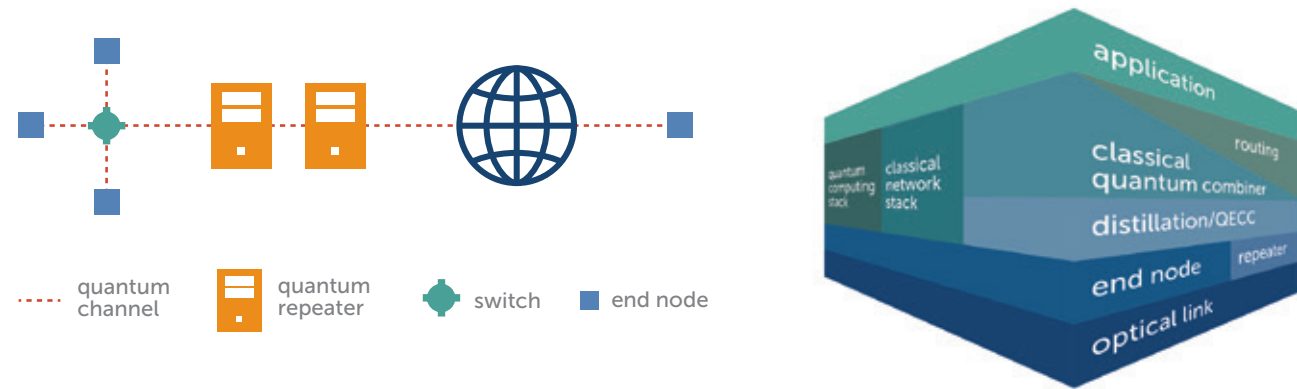 quantum
channel
quantum
repeater
switch
end node
application
routing
quantum
computing
stack
classical
network
stack
classical
quantum combiner
distillation/QECC
end node
repeater
optical link